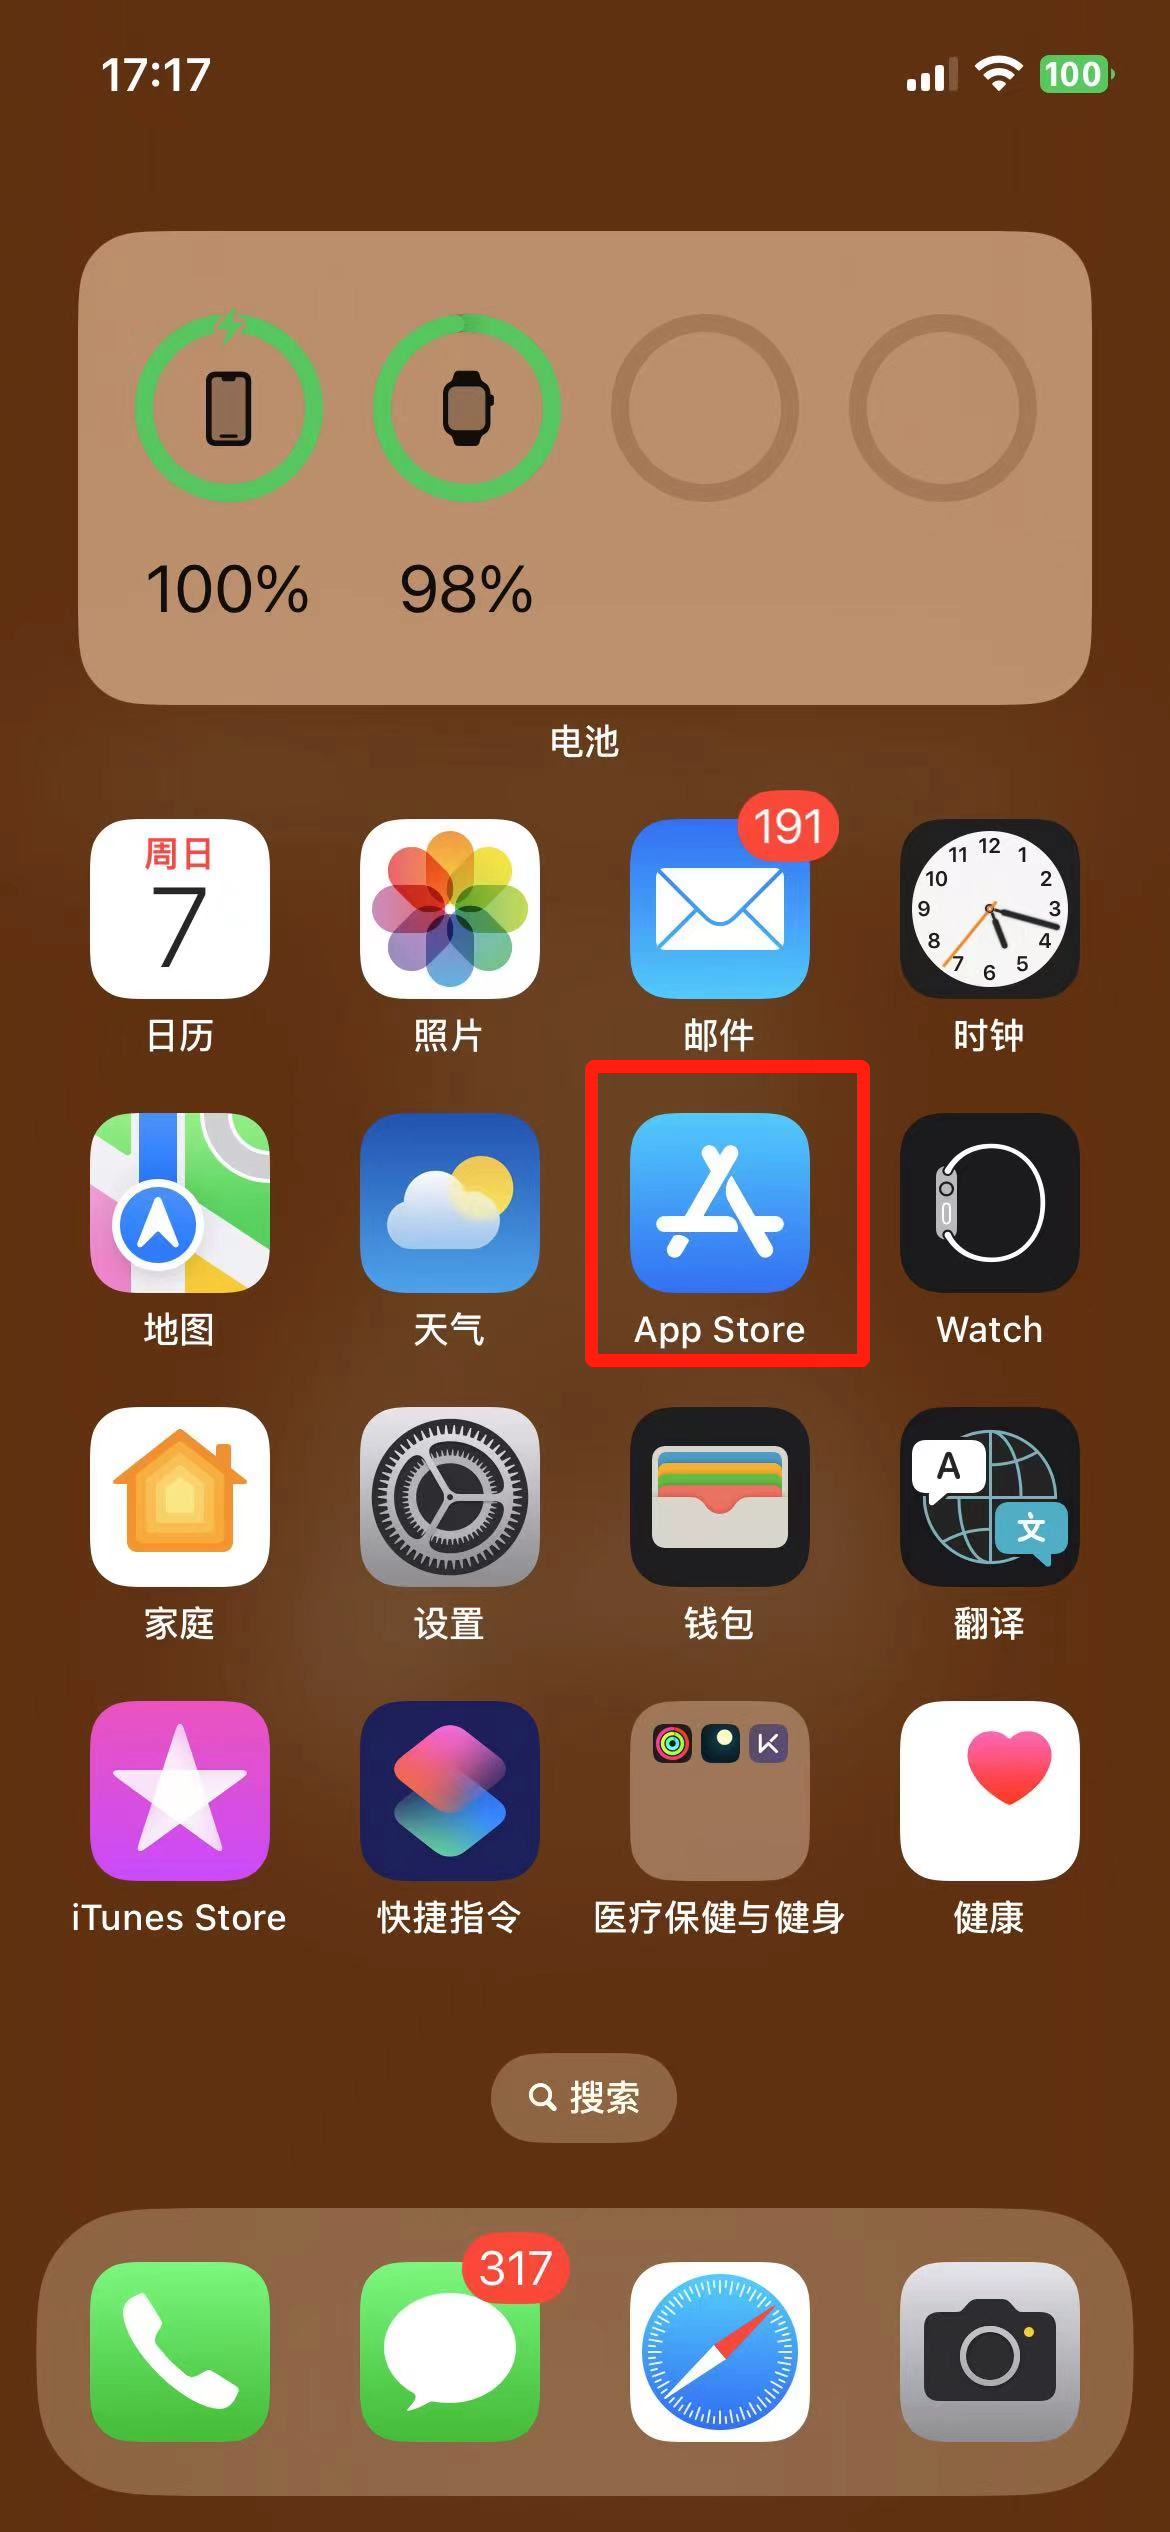 17:17
100
100%
98%
电池
周日
7
191
12
11
1
10
2
9
3
8
4
7
5
6
日历
照片
邮件
时钟
地图
天气
App Store
Watch
A
文
家庭
设置
钱包
翻译
iTunes Store
快捷指令
医疗保健与健身
健康
搜索
317